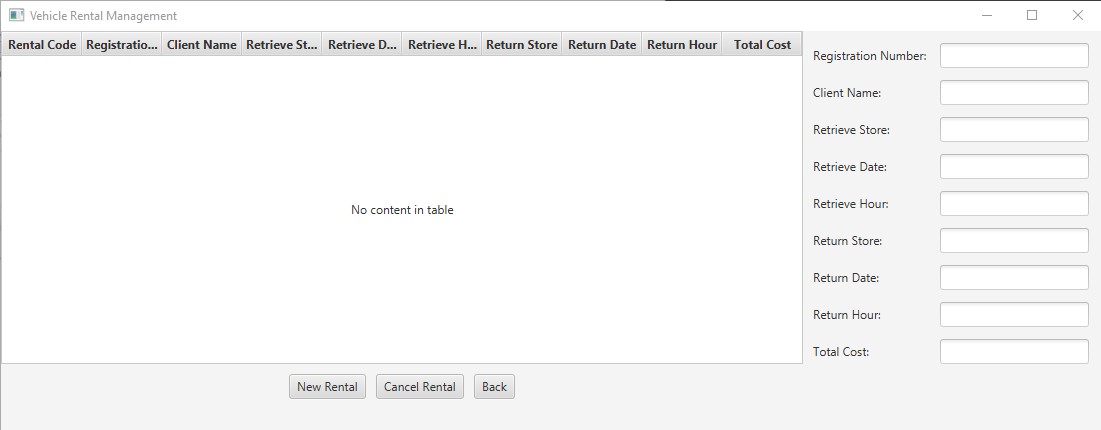 Vehicle Rental Management
Rental Code Registratio... Client Name Retrieve St... Retrieve D... Retrieve H... Return Store Return Date Return Hour Total Cost
Registration Number:
Client Name:
Retrieve Store:
Retrieve Date:
Retrieve Hour:
No content in table
Return Store:
Return Date:
Return Hour:
Total Cost:
New Rental Cancel Rental Back